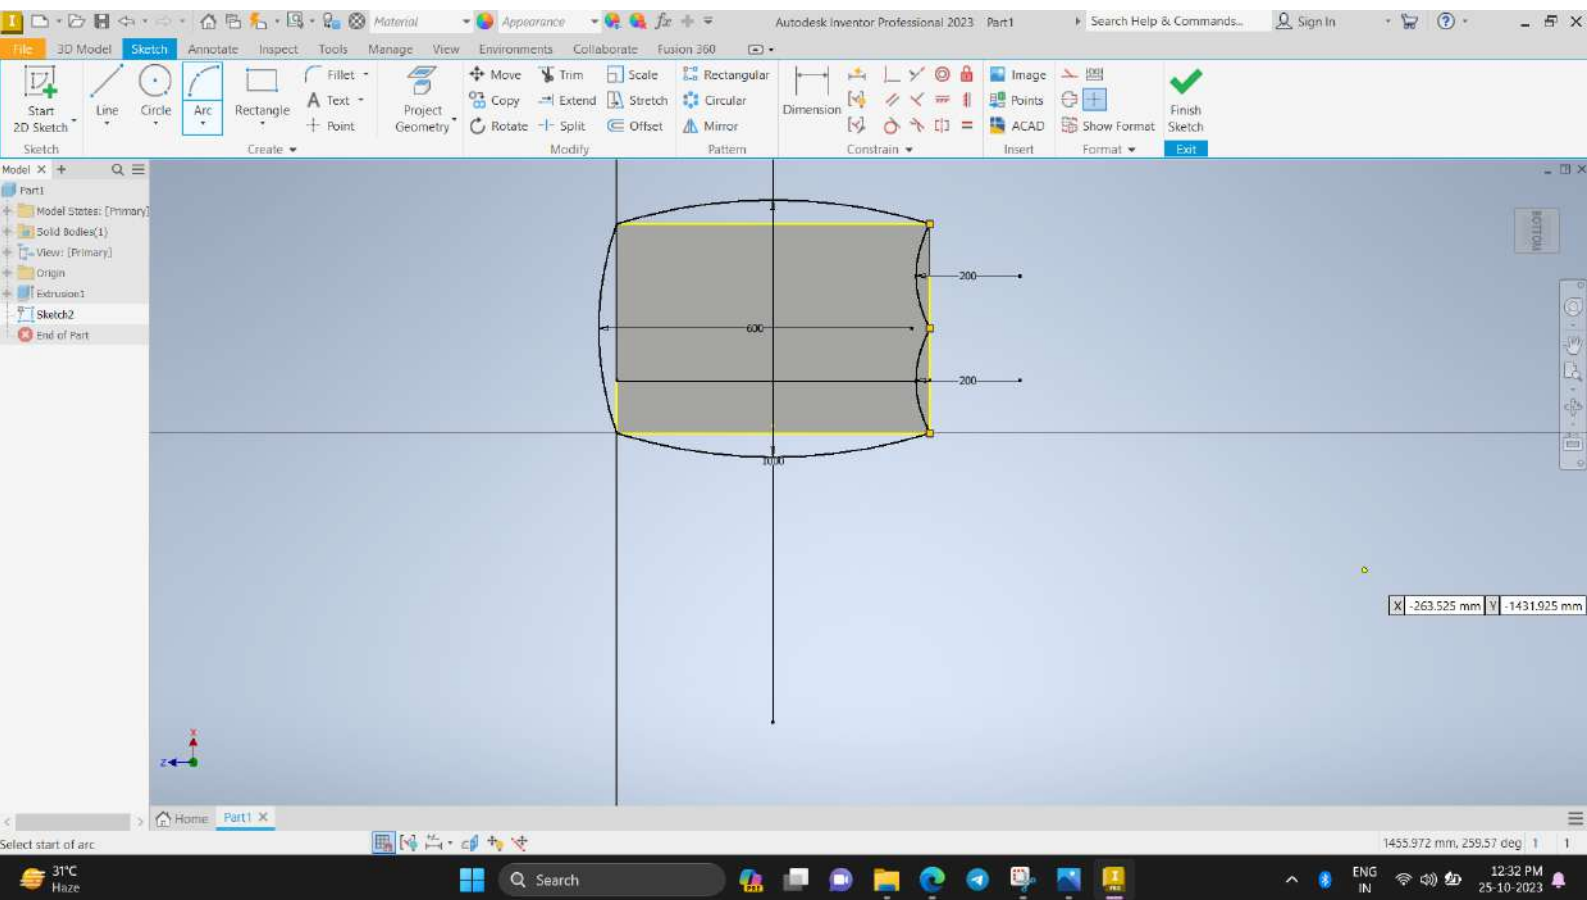 Material
Appearance
Autodesk Inventor Professional 2023 Part1
Search Help & Commands...
Sign In
File 3D Model Sketch Annotate Inspect Tools Manage View Environments Collaborate Fusion 360
Start
2D Sketch
Line
Circle
Arc
Rectangle
Fillet
Text
Point
Project
Geometry
Move
Copy
Rotate
Trim
Extend
Split
Scale
Stretch
Offset
Rectangular
Circular
Mirror
Dimension
Image
Points
ACAD
Show Format
Finish
Sketch
Sketch
Create
Modify
Pattern
Constrain
Insert
Format
Exit
Model
Part1
Model States: [Primary]
Solid Bodies(1)
View: [Primary]
Origin
Extrusion1
Sketch2
End of Part
BOTTOM
200
600
200
1000
X -263.525 mm Y -1431.925 mm
X
Z
Home Part1
Select start of arc
1455.972 mm, 259.57 deg 1 1
31°C
Haze
Search
ENG
IN
12:32 PM
25-10-2023